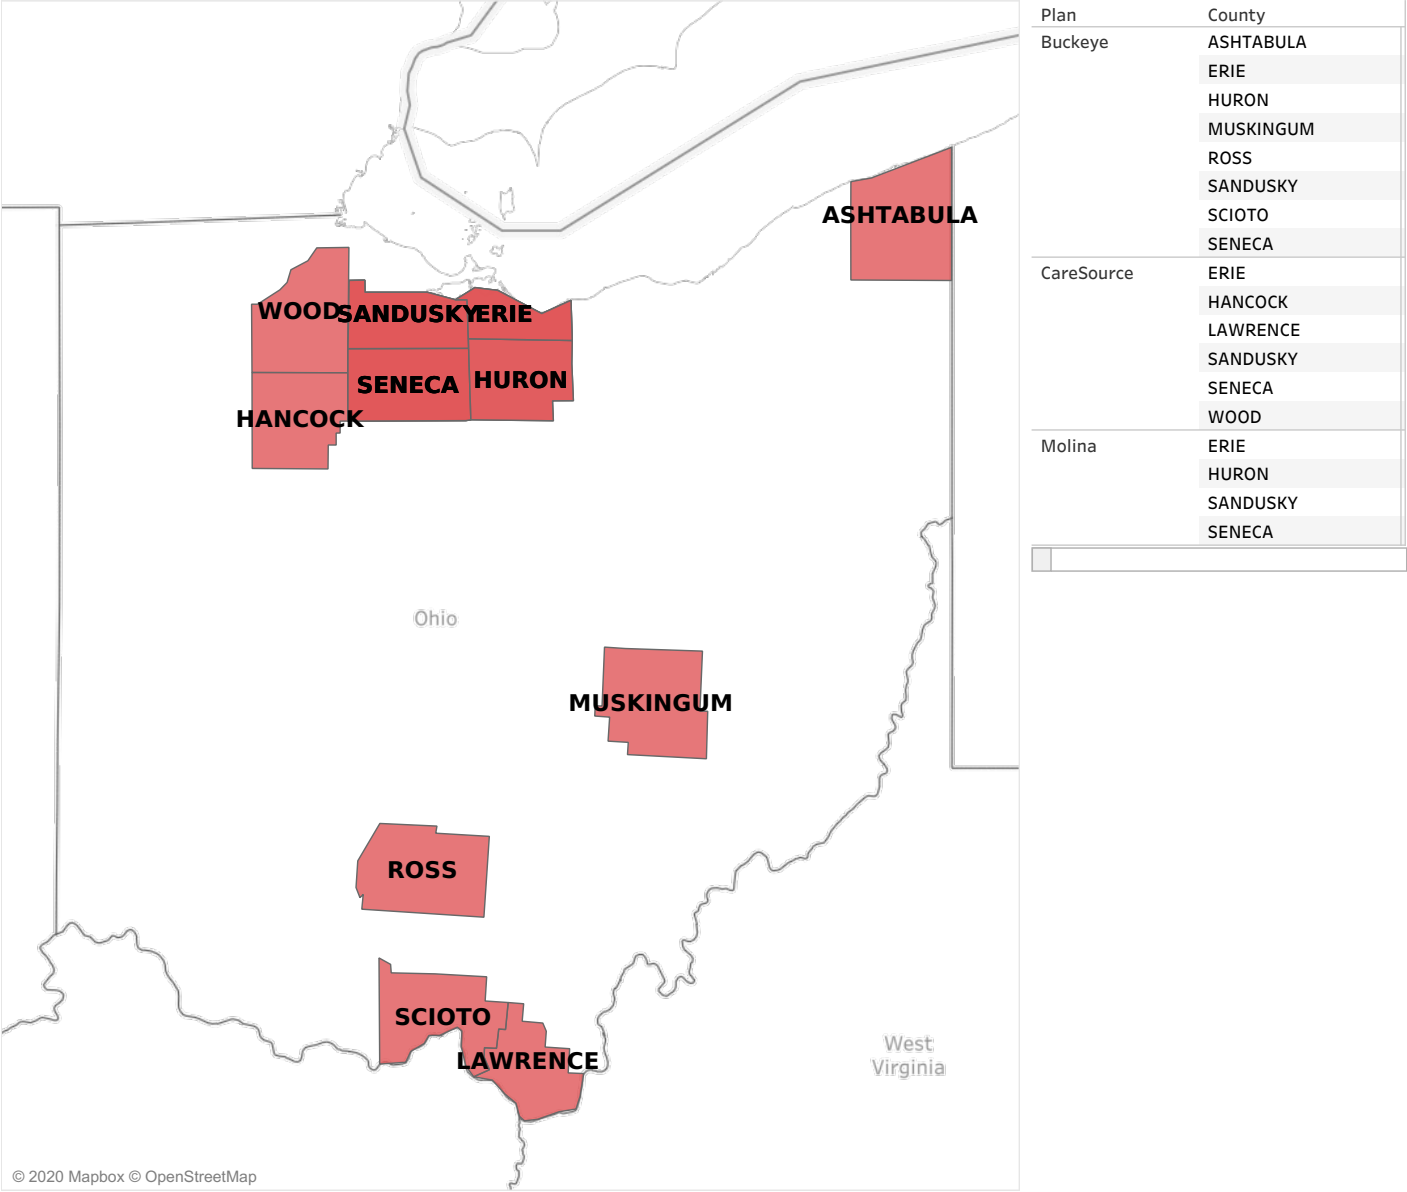 Plan County
Buckeye ASHTABULA
ERIE
HURON
MUSKINGUM
ROSS
SANDUSKY
SCIOTO
SENECA
CareSource ERIE
HANCOCK
LAWRENCE
SANDUSKY
SENECA
WOOD
Molina ERIE
HURON
SANDUSKY
SENECA
ASHTABULA
WOOD SANDUSKY ERIE
SENECA HURON
HANCOCK
Ohio
MUSKINGUM
ROSS
SCIOTO
LAWRENCE
West
Virginia
© 2020 Mapbox © OpenStreetMap